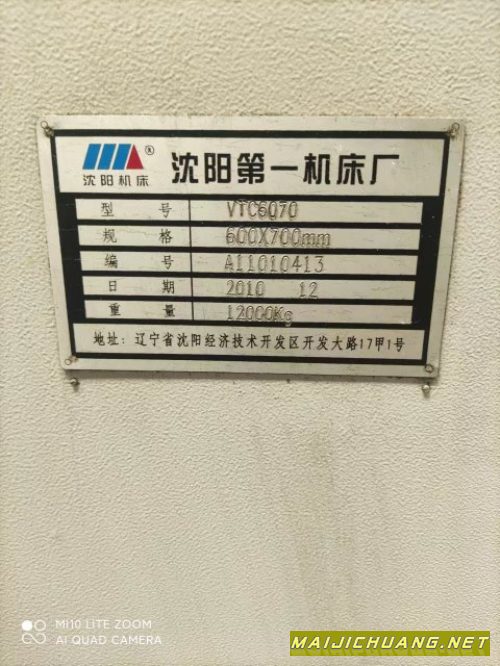 沈阳机床 ® 沈阳第一机床厂
型 号 VTC6070
规 格 600X700mm
编 号 A11010413
日 期 2010 12
重 量 12000Kg
地址: 辽宁省沈阳经济技术开发区开发大路17甲1号
MI10 LITE ZOOM
AI QUAD CAMERA
MAIJICHUANG.NET